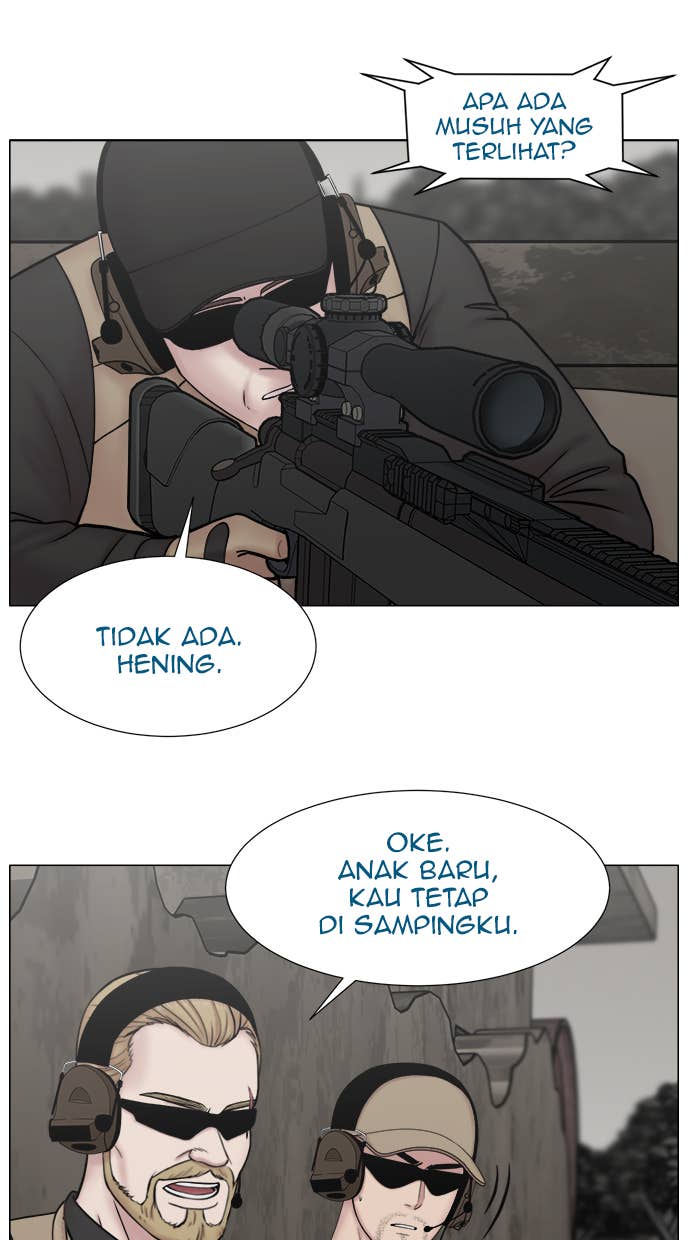 APA ADA
MUSUH YANG
TERLIHAT?
TIDAK ADA.
HENING.
OKE.
ANAK BARU,
KAU TETAP
DI SAMPINGKU.